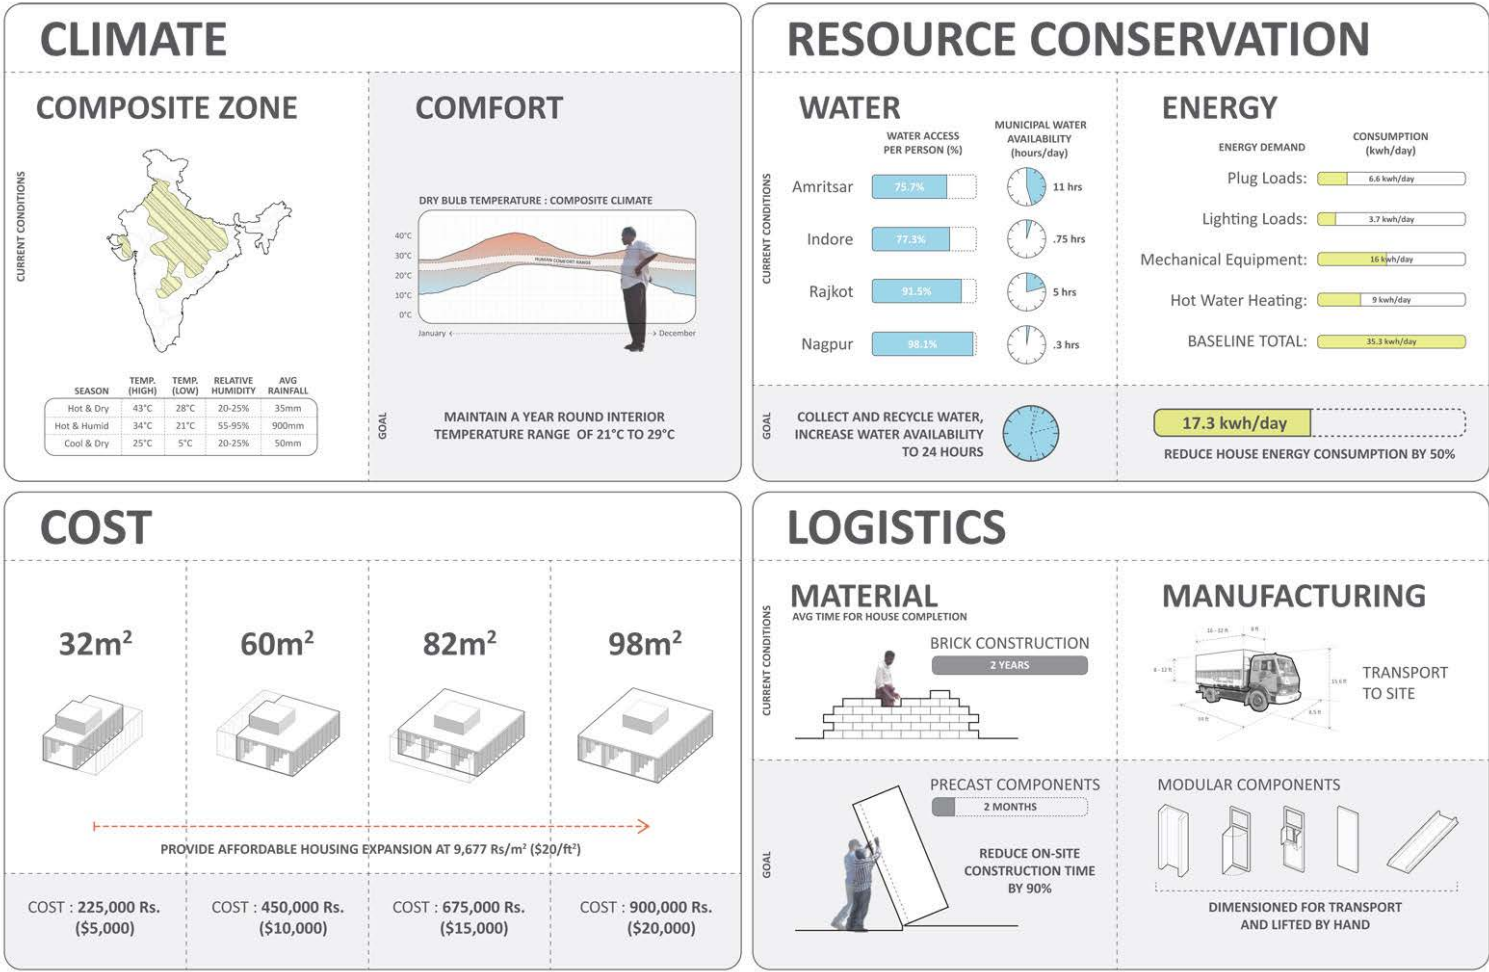 CLIMATE
COMPOSITE ZONE
CURRENT CONDITIONS
SEASON TEMP. (HIGH) TEMP. (LOW) RELATIVE HUMIDITY AVG RAINFALL
Hot & Dry 43°C 28°C 20-25% 35mm
Hot & Humid 34°C 21°C 55-95% 900mm
Cool & Dry 25°C 5°C 20-25% 50mm
COMFORT
DRY BULB TEMPERATURE : COMPOSITE CLIMATE
40°C
30°C
20°C
10°C
0°C
HUMAN COMFORT RANGE
January
December
GOAL
MAINTAIN A YEAR ROUND INTERIOR
TEMPERATURE RANGE OF 21°C TO 29°C
RESOURCE CONSERVATION
WATER
CURRENT CONDITIONS
WATER ACCESS
PER PERSON (%)
MUNICIPAL WATER
AVAILABILITY
(hours/day)
Amritsar 75.7% 11 hrs
Indore 77.3% .75 hrs
Rajkot 91.5% 5 hrs
Nagpur 98.1% .3 hrs
GOAL
COLLECT AND RECYCLE WATER,
INCREASE WATER AVAILABILITY
TO 24 HOURS
ENERGY
ENERGY DEMAND
CONSUMPTION
(kwh/day)
Plug Loads: 6.6 kwh/day
Lighting Loads: 3.7 kwh/day
Mechanical Equipment: 16 kwh/day
Hot Water Heating: 9 kwh/day
BASELINE TOTAL: 35.3 kwh/day
17.3 kwh/day
REDUCE HOUSE ENERGY CONSUMPTION BY 50%
COST
32m² 60m² 82m² 98m²
PROVIDE AFFORDABLE HOUSING EXPANSION AT 9,677 Rs/m² ($20/ft²)
COST : 225,000 Rs.
($5,000)
COST : 450,000 Rs.
($10,000)
COST : 675,000 Rs.
($15,000)
COST : 900,000 Rs.
($20,000)
LOGISTICS
MATERIAL
AVG TIME FOR HOUSE COMPLETION
CURRENT CONDITIONS
BRICK CONSTRUCTION
2 YEARS
GOAL
PRECAST COMPONENTS
2 MONTHS
REDUCE ON-SITE
CONSTRUCTION TIME
BY 90%
MANUFACTURING
TRANSPORT
TO SITE
MODULAR COMPONENTS
DIMENSIONED FOR TRANSPORT
AND LIFTED BY HAND